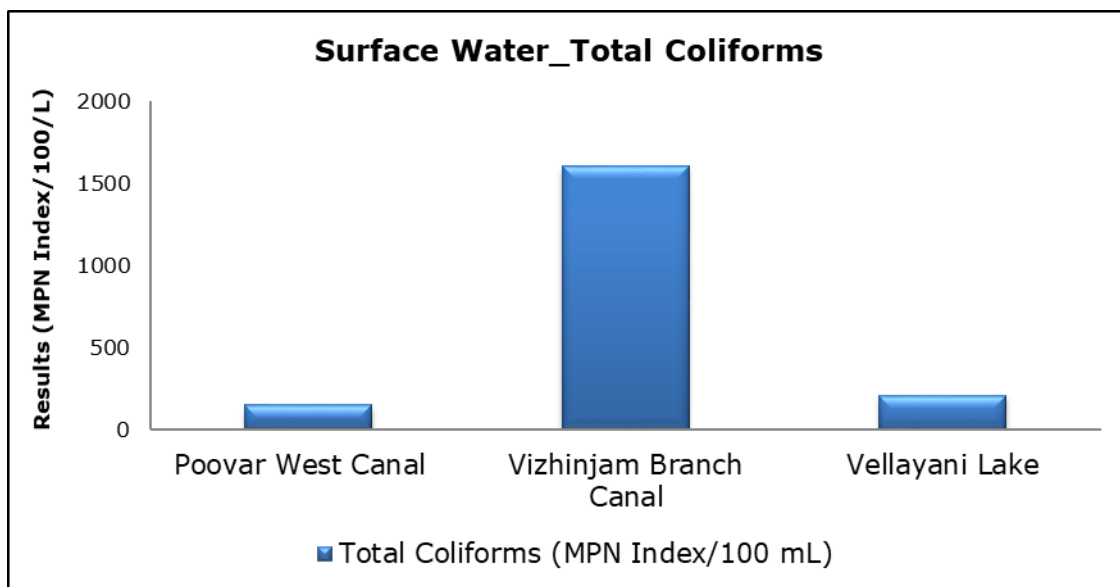 Surface Water_Total Coliforms
Results (MPN Index/100/L)
2000
1500
1000
500
0
Poovar West Canal
Vizhinjam Branch
Canal
Vellayani Lake
Total Coliforms (MPN Index/100 mL)